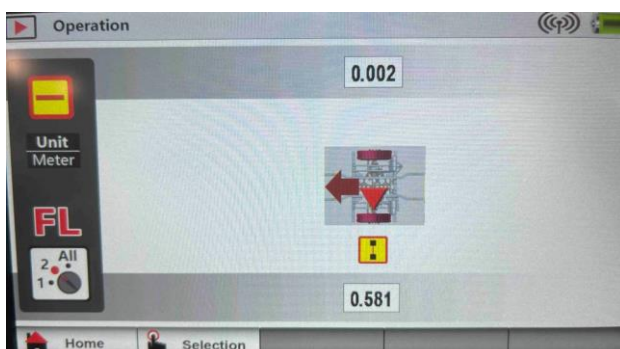 Operation
0.002
Unit
Meter
FL
All
2
1
0.581
Home
Selection